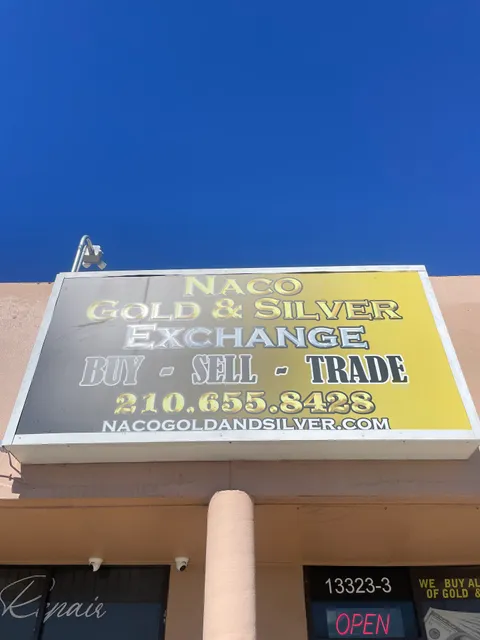 NACO
GOLD & SILVER
EXCHANGE
BUY - SELL - TRADE
210.655.8428
NACOGOLDANDSILVER.COM
Repair
13323-3
OPEN
WE BUY AL
OF GOLD &